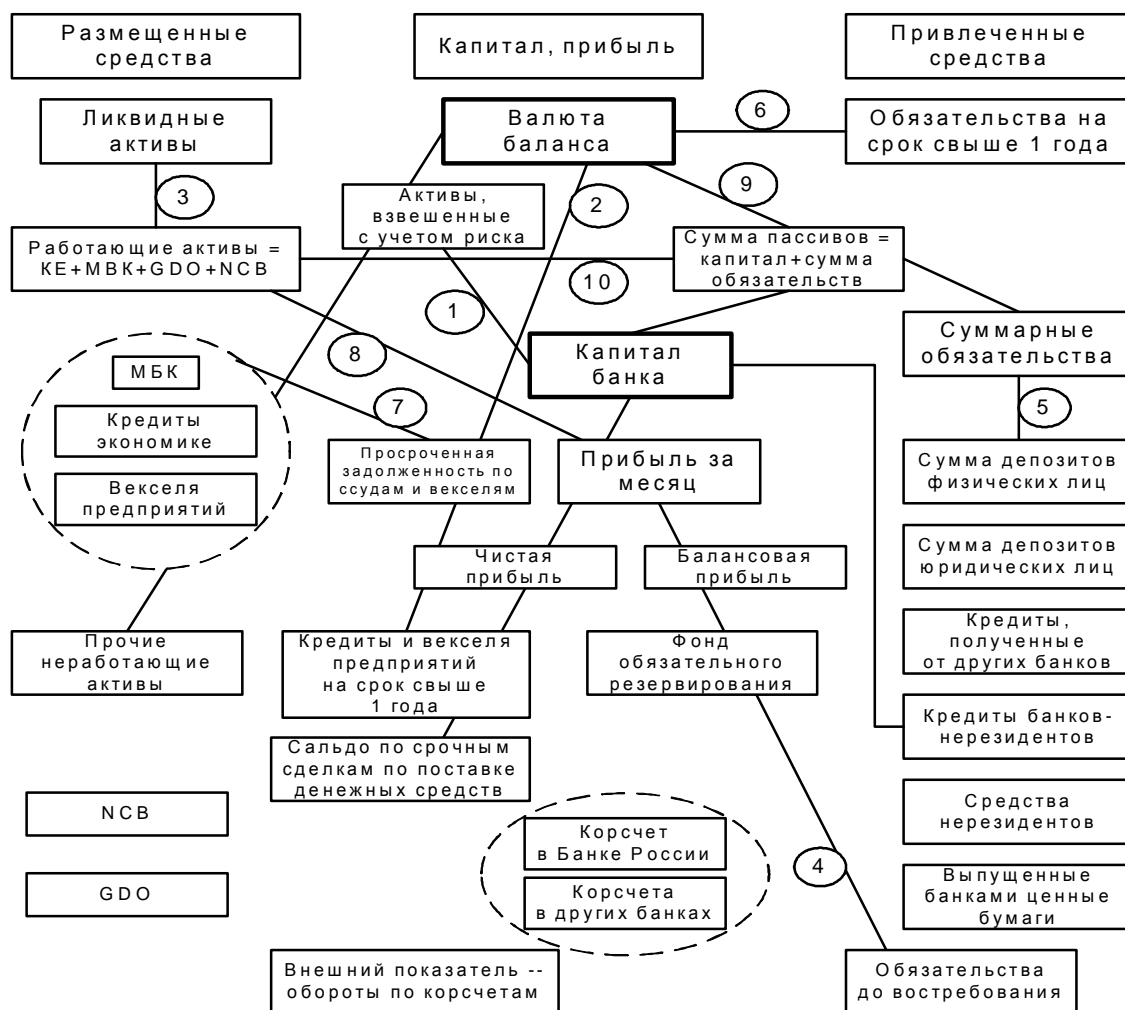 Размещенные
средства
Капитал, прибыль
Привлеченные
средства
Ликвидные
активы
Валюта
баланса
6
Обязательства на
срок свыше 1 года
3
Активы,
взвешенные
с учетом риска
2
9
Работающие активы =
КЕ+МВК+GDO+NCB
Сумма пассивов =
капитал+сумма
обязательств
10
1
8
Капитал
банка
Суммарные
обязательства
МБК
Кредиты
экономике
Векселя
предприятий
7
5
Просроченная
задолженность по
ссудам и векселям
Прибыль за
месяц
Сумма депозитов
физических лиц
Чистая
прибыль
Балансовая
прибыль
Сумма депозитов
юридических лиц
Прочие
неработающие
активы
Кредиты и векселя
предприятий
на срок свыше
1 года
Фонд
обязательного
резервирования
Кредиты,
полученные
от других банков
Сальдо по срочным
сделкам по поставке
денежных средств
Кредиты банков-
нерезидентов
NCB
Средства
нерезидентов
Корсчет
в Банке России
4
GDO
Корсчета
в других банках
Выпущенные
банками ценные
бумаги
Внешний показатель --
обороты по корсчетам
Обязательства
до востребования